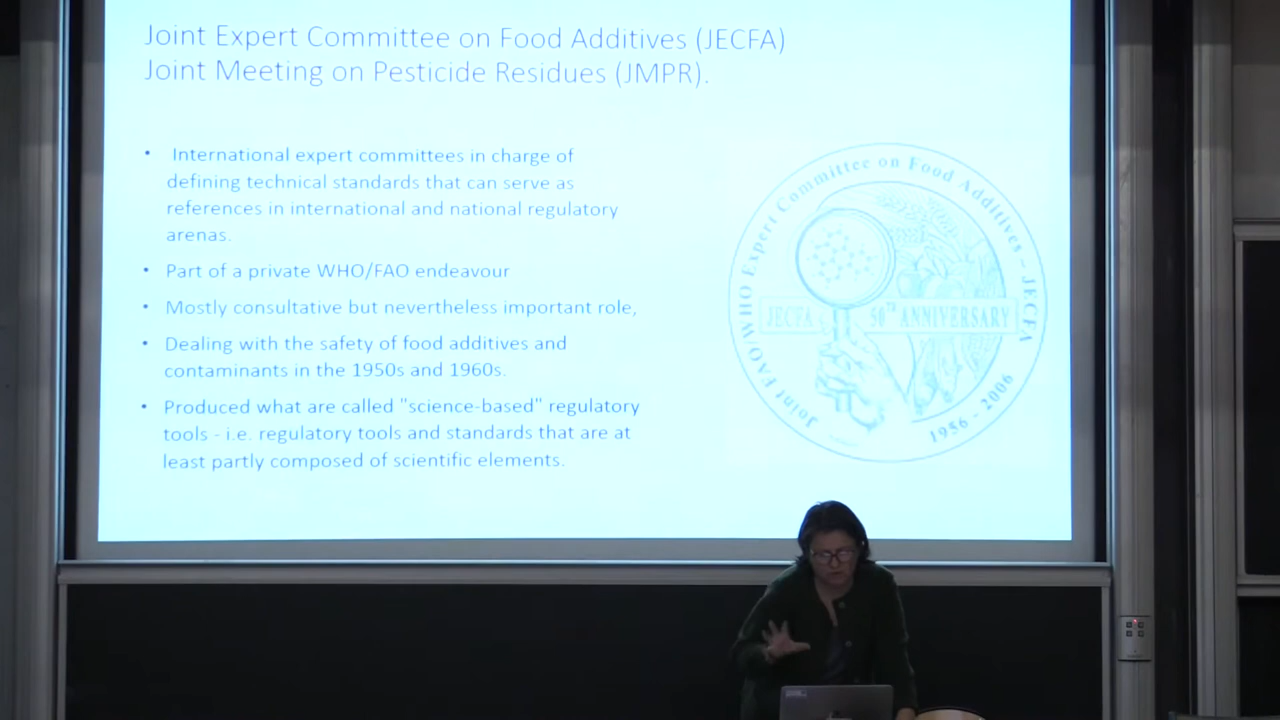 Joint Expert Committee on Food Additives (JECFA)
Joint Meeting on Pesticide Residues (JMPR).
• International expert committees in charge of
defining technical standards that can serve as
references in international and national regulatory
arenas.
• Part of a private WHO/FAO endeavour
• Mostly consultative but nevertheless important role,
• Dealing with the safety of food additives and
contaminants in the 1950s and 1960s.
• Produced what are called "science-based" regulatory
tools - i.e. regulatory tools and standards that are at
least partly composed of scientific elements.
Joint FAO/WHO Expert Committee on Food Additives - JECFA
JECFA 50TH ANNIVERSARY
1956 - 2006